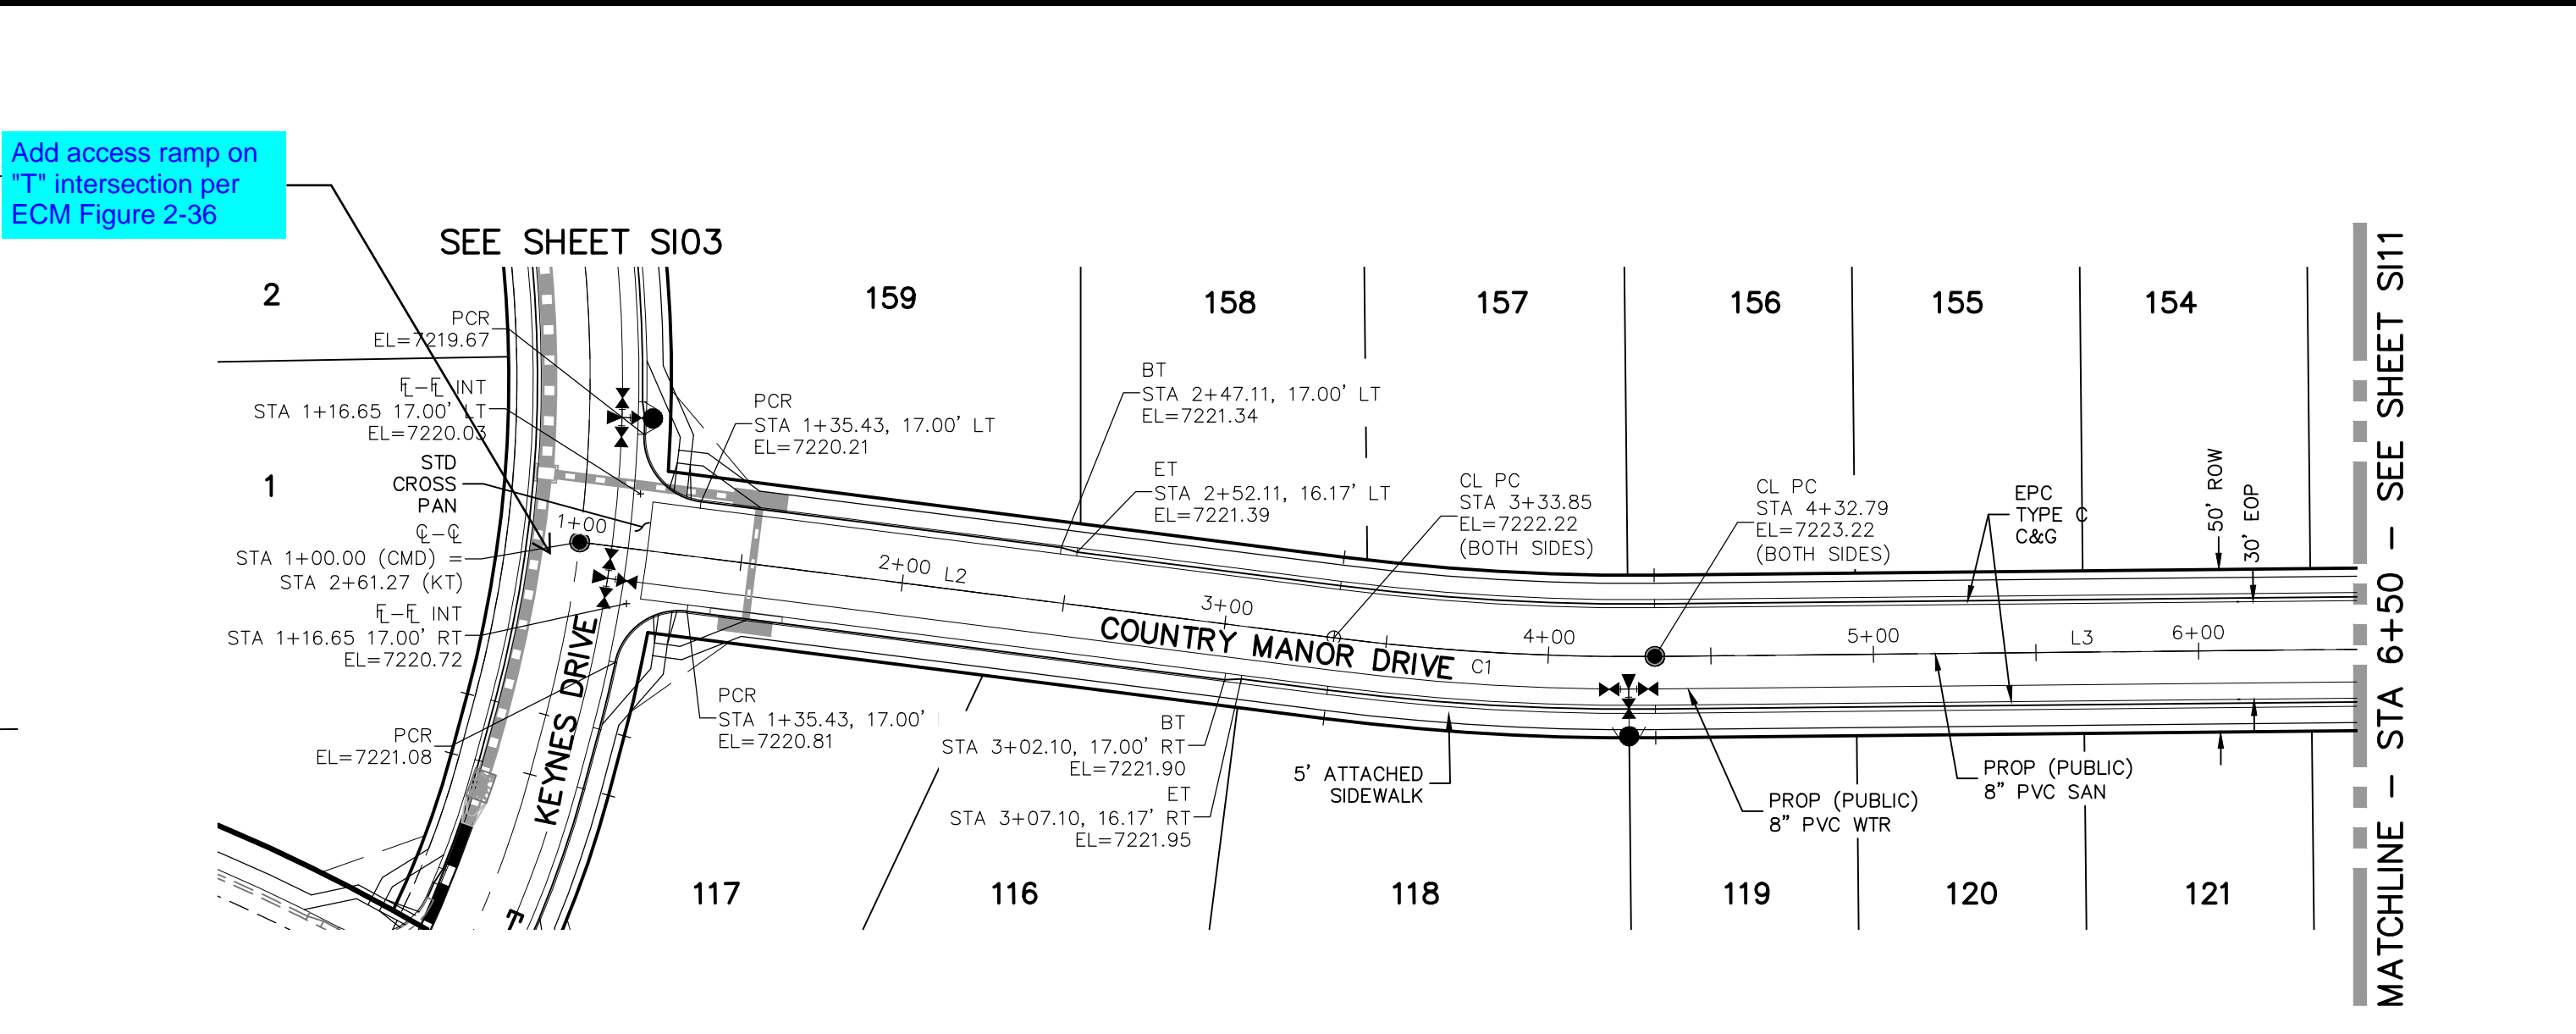 Add access ramp on
"T" intersection per
ECM Figure 2-36
SEE SHEET SI03
2
159
158
157
156
155
154
PCR
EL=7219.67
FL-FL INT
STA 1+16.65 17.00' LT
EL=7220.03
1
STD
CROSS
PAN
CL-CL
STA 1+00.00 (CMD) =
STA 2+61.27 (KT)
FL-FL INT
STA 1+16.65 17.00' RT
EL=7220.72
PCR
EL=7221.08
PCR
STA 1+35.43, 17.00' LT
EL=7220.21
BT
STA 2+47.11, 17.00' LT
EL=7221.34
ET
STA 2+52.11, 16.17' LT
EL=7221.39
CL PC
STA 3+33.85
EL=7222.22
(BOTH SIDES)
CL PC
STA 4+32.79
EL=7223.22
(BOTH SIDES)
EPC
TYPE C
C&G
50' ROW
30' EOP
1+00
2+00 L2
3+00
COUNTRY MANOR DRIVE
C1
4+00
5+00
L3
6+00
KEYNES DRIVE
PCR
STA 1+35.43, 17.00'
EL=7220.81
BT
STA 3+02.10, 17.00' RT
EL=7221.90
ET
STA 3+07.10, 16.17' RT
EL=7221.95
5' ATTACHED
SIDEWALK
PROP (PUBLIC)
8" PVC WTR
PROP (PUBLIC)
8" PVC SAN
117
116
118
119
120
121
MATCHLINE - STA 6+50 - SEE SHEET SI11